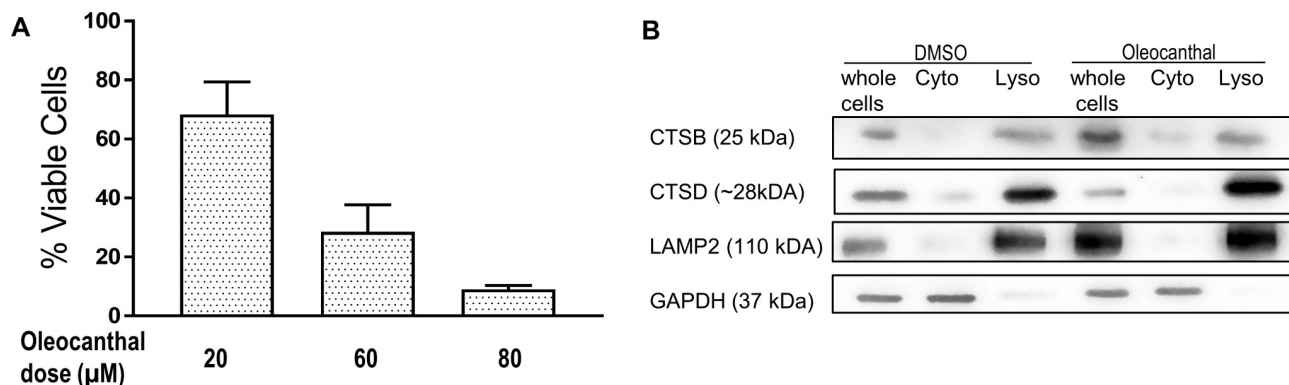 A
100
80
60
40
20
0
% Viable Cells
Oleocanthal
dose (µM)
20
60
80
B
DMSO
Oleocanthal
whole
cells
Cyto
Lyso
whole
cells
Cyto
Lyso
CTSB (25 kDa)
CTSD (~28kDA)
LAMP2 (110 kDA)
GAPDH (37 kDa)